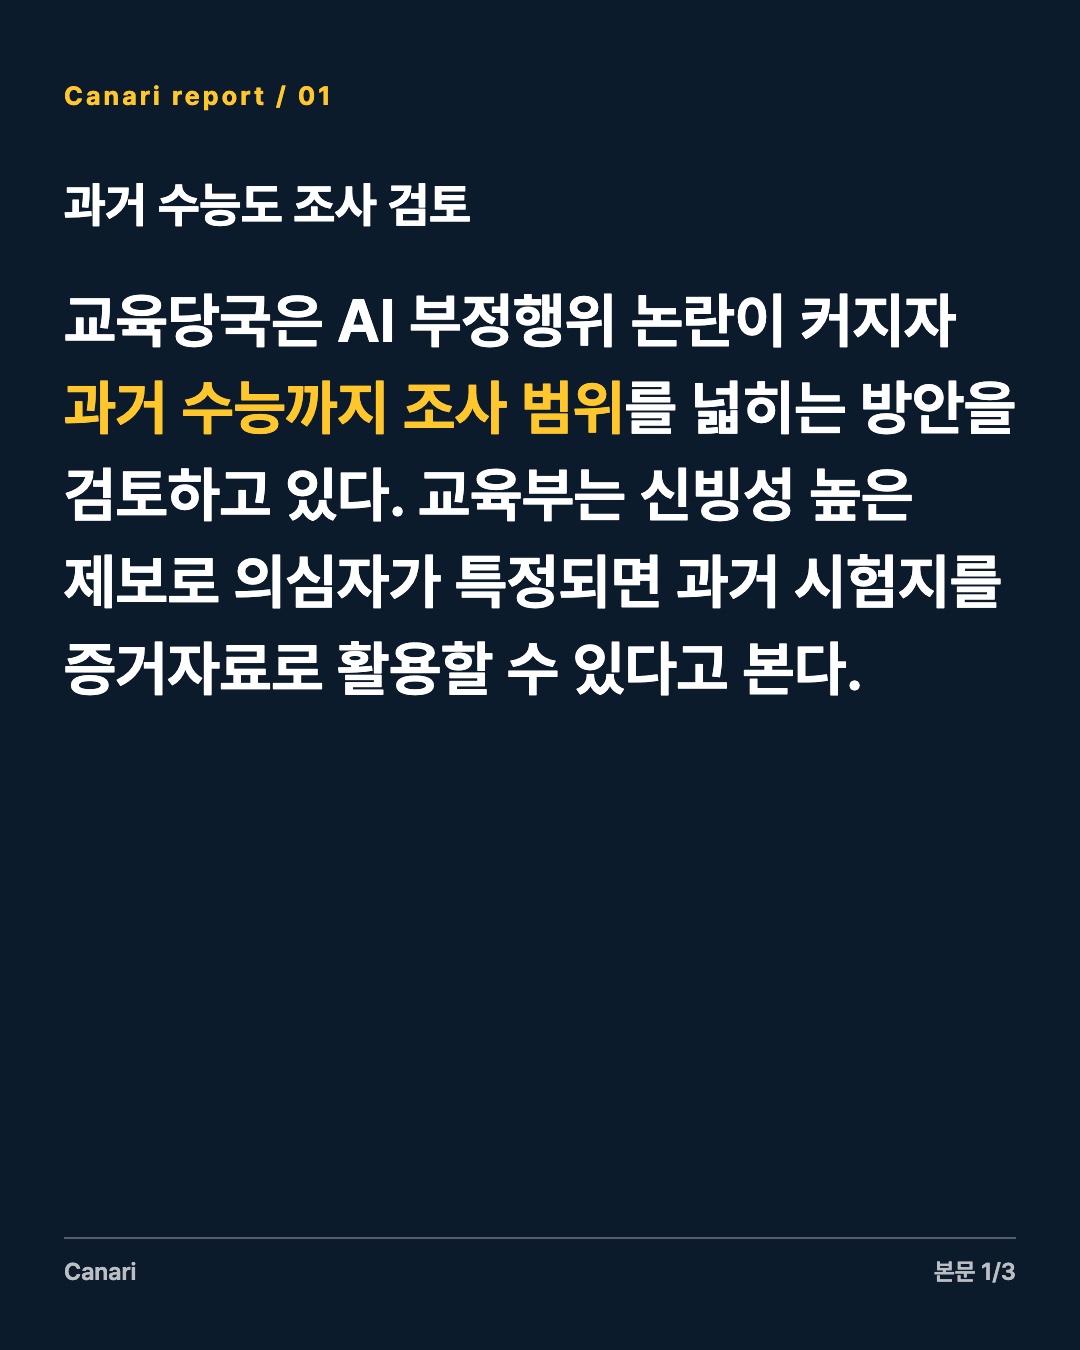 Canari report / 01
과거 수능도 조사 검토
교육당국은 AI 부정행위 논란이 커지자
과거 수능까지 조사 범위를 넓히는 방안을
검토하고 있다. 교육부는 신빙성 높은
제보로 의심자가 특정되면 과거 시험지를
증거자료로 활용할 수 있다고 본다.
Canari
본문 1/3